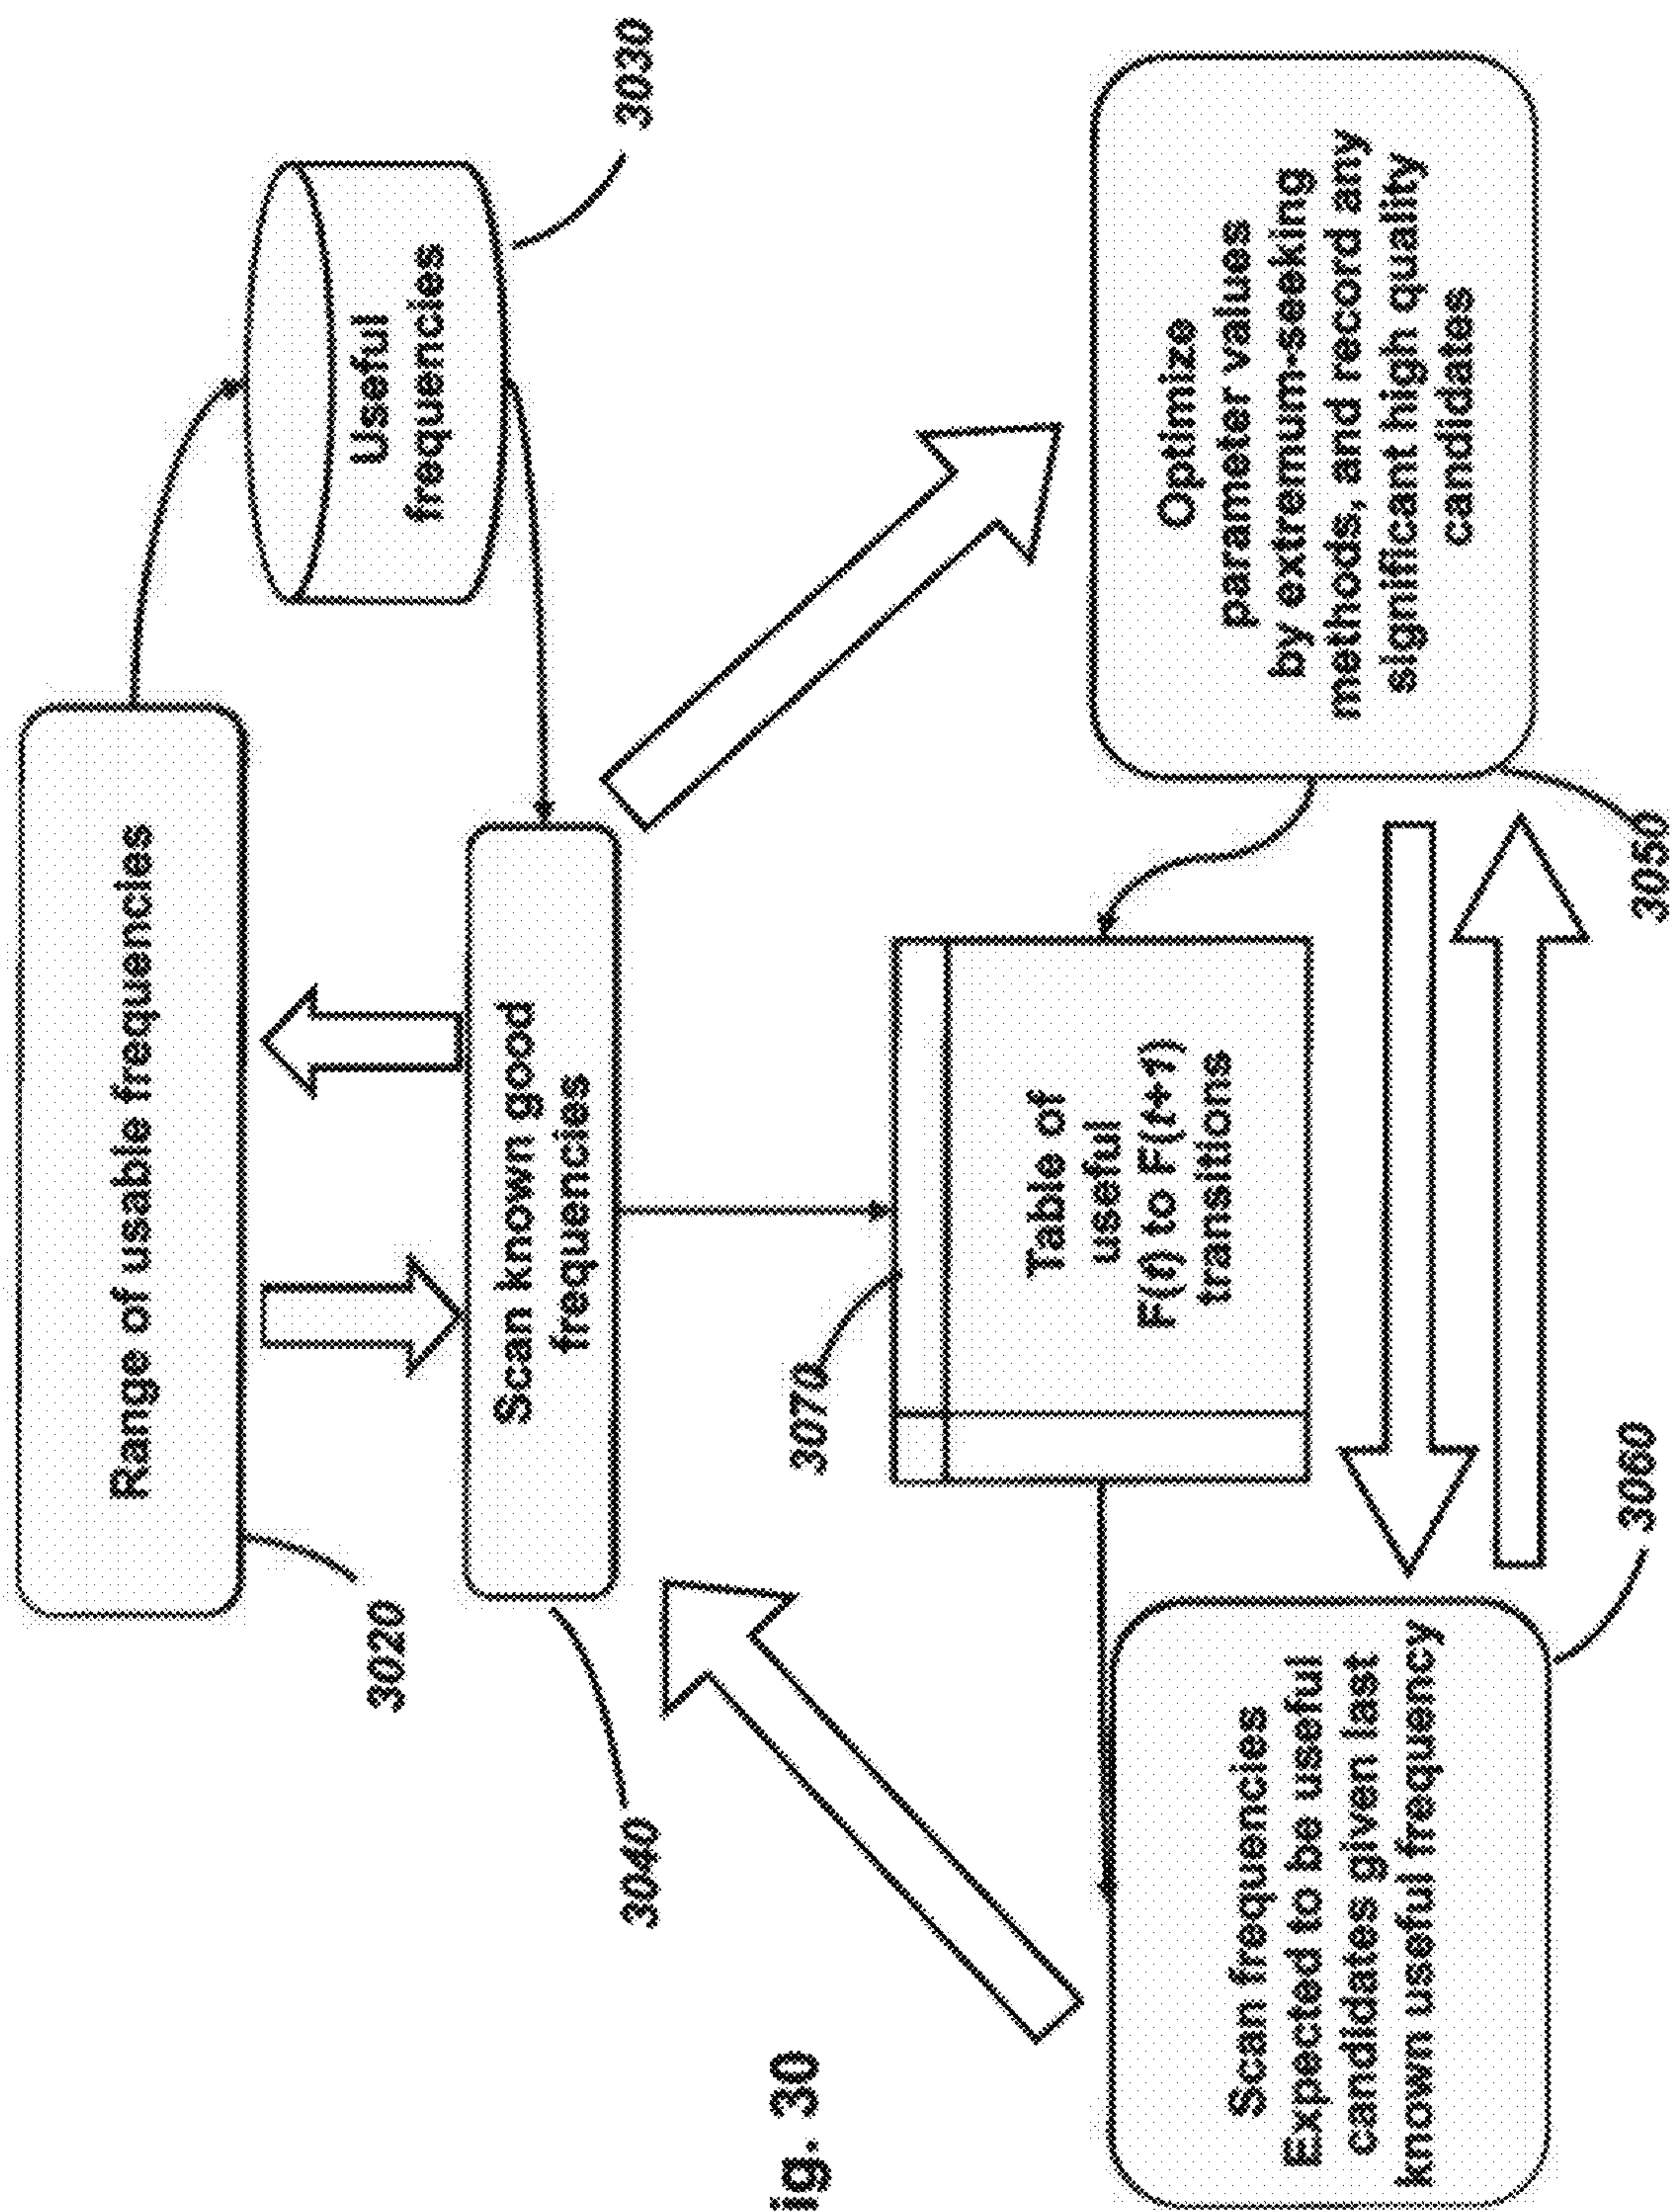 Range of usable frequencies
3020
Useful
frequencies
3030
Scan known good
frequencies
3040
3070
Table of
useful
F(t) to F(t+1)
transitions
Optimize
parameter values
by extremum-seeking
methods, and record any
significant high quality
candidates
3050
Scan frequencies
Expected to be useful
candidates given last
known useful frequency
3060
ig. 30